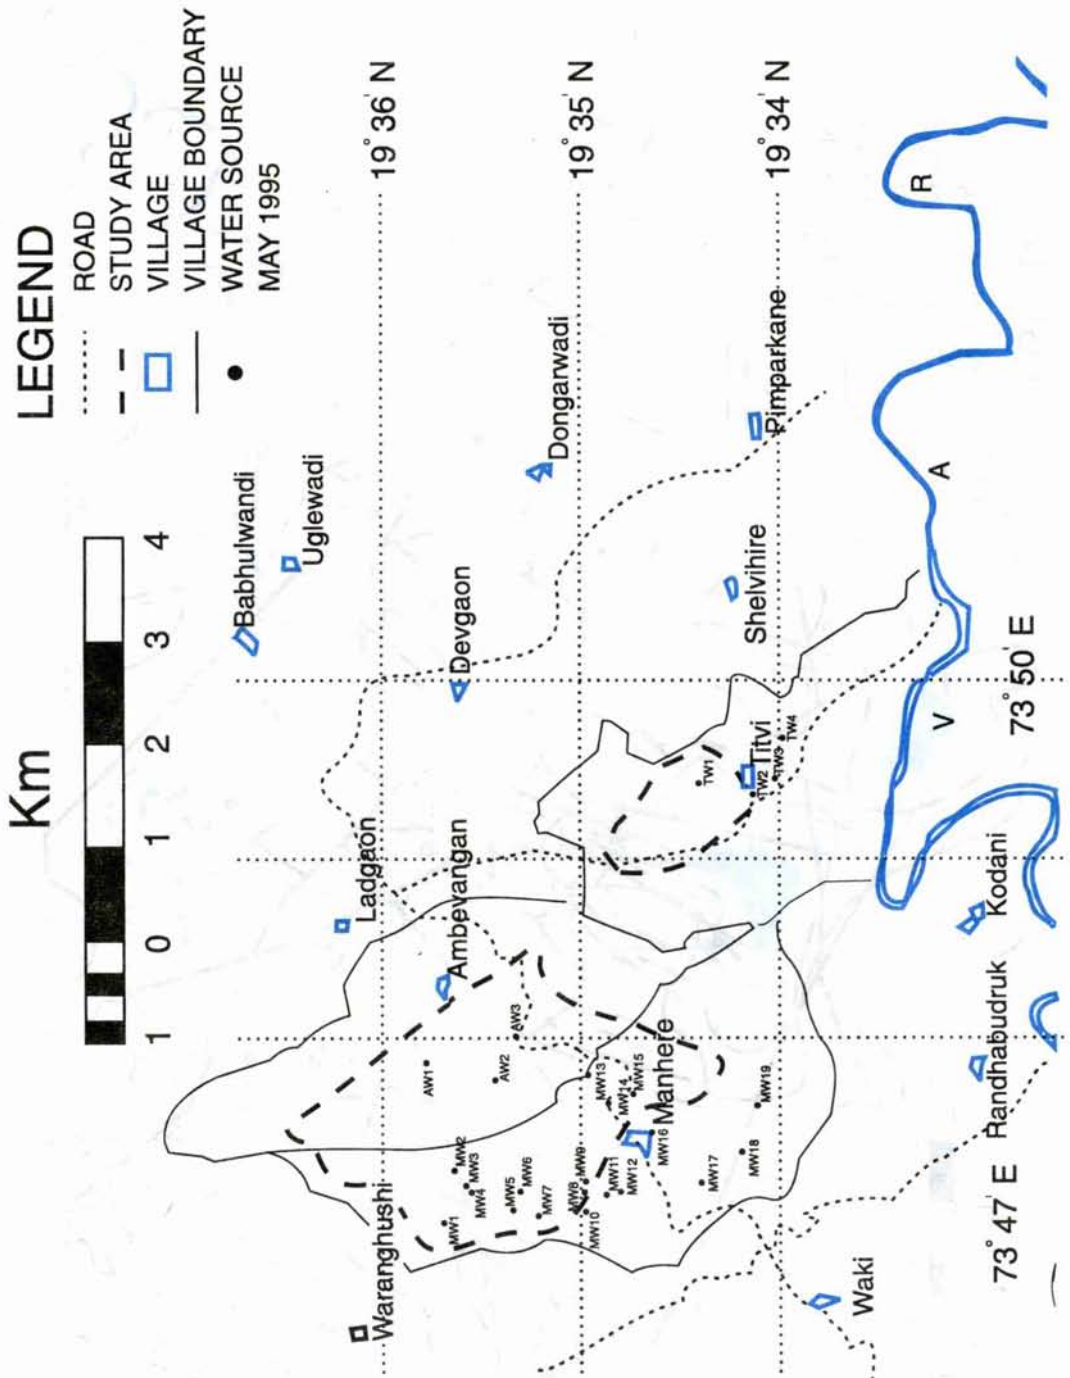 LEGEND
ROAD
STUDY AREA
VILLAGE
VILLAGE BOUNDARY
WATER SOURCE
MAY 1995
Km
1 0 1 2 3 4
Babhulwandi
Uglewadi
19° 36' N
Ladgaon
Devgaon
Ambevangan
Waranghushi
Dongarwadi
19° 35' N
AW1
AW2
AW3
MW1
MW2
MW3
MW4
MW5
MW6
MW7
MW8
MW9
MW10
MW11
MW12
MW13
MW14
MW15
Manhere
MW16
MW17
MW18
MW19
TW1
Titvi
TW2
TW3
TW4
Shelvihire
Pimparkane
19° 34' N
Waki
Randhabudruk
Kodani
V A R
73° 47' E
73° 50' E